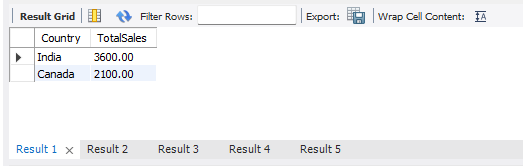 Result Grid Filter Rows: Export: Wrap Cell Content: IA
Country TotalSales
India 3600.00
Canada 2100.00
Result 1 × Result 2 Result 3 Result 4 Result 5